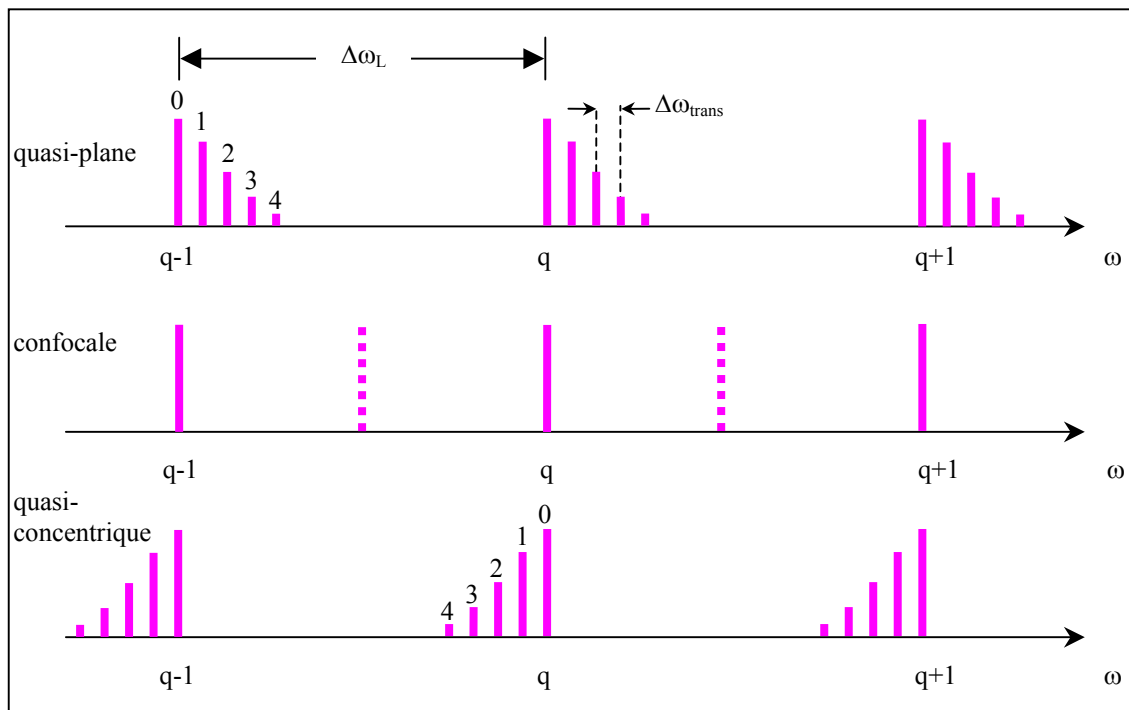 Δω_L
0
1
2
3
4
Δω_trans
quasi-plane
q-1
q
q+1
ω
confocale
q-1
q
q+1
ω
quasi-
concentrique
0
1
2
3
4
q-1
q
q+1
ω